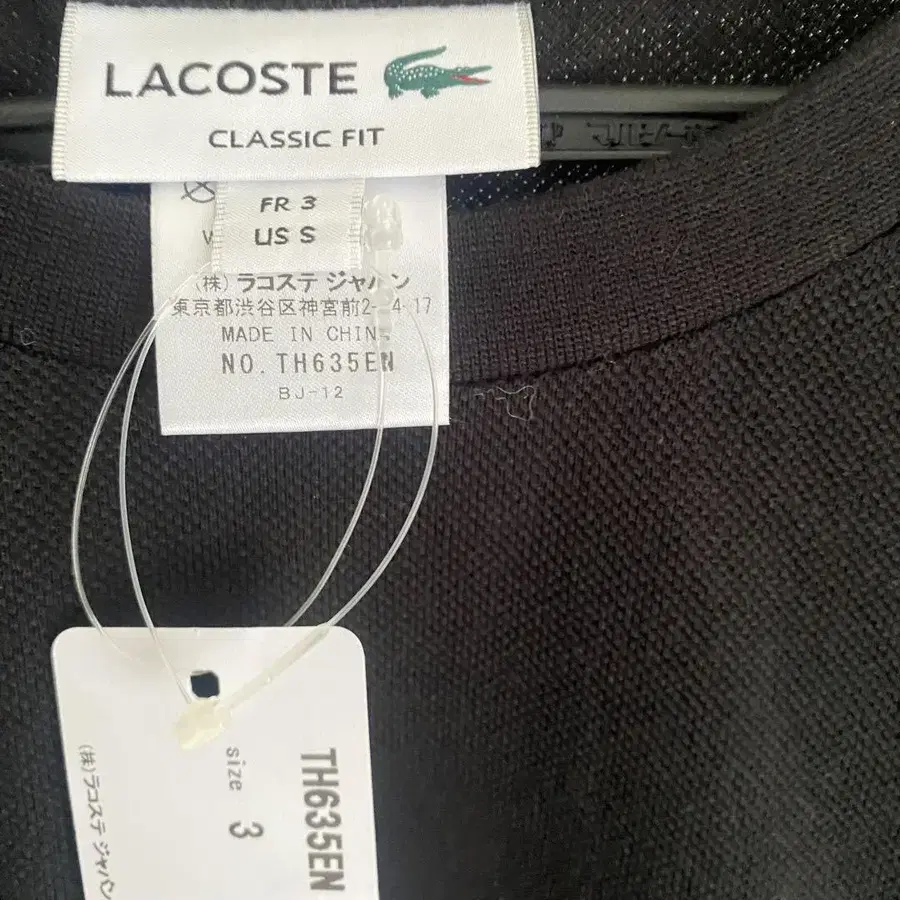 LACOSTE
CLASSIC FIT
FR 3
US S
(株) ラコステ ジャパン
東京都渋谷区神宮前2-4-17
MADE IN CHINA
NO. TH635EN
BJ-12
TH635EN
size 3
(株)ラコステ ジャパン